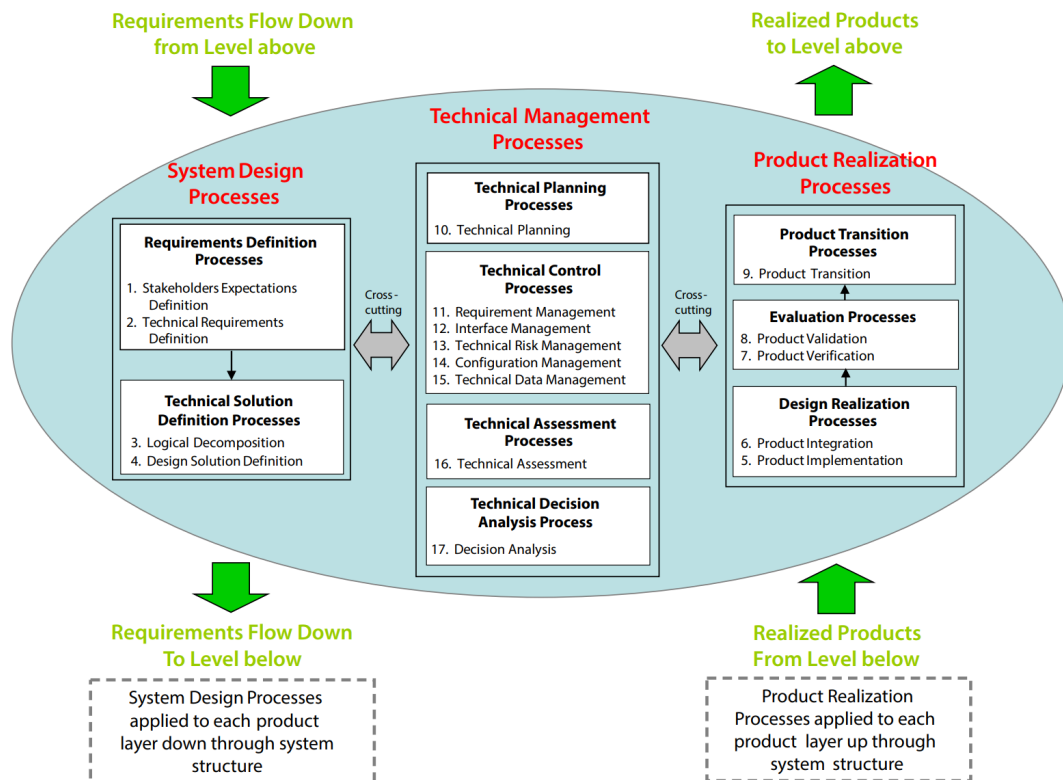 Requirements Flow Down
from Level above
Realized Products
to Level above
Technical Management
Processes
System Design
Processes
Product Realization
Processes
Requirements Definition
Processes
1. Stakeholders Expectations
Definition
2. Technical Requirements
Definition
Technical Solution
Definition Processes
3. Logical Decomposition
4. Design Solution Definition
Cross-
cutting
Technical Planning
Processes
10. Technical Planning
Technical Control
Processes
11. Requirement Management
12. Interface Management
13. Technical Risk Management
14. Configuration Management
15. Technical Data Management
Technical Assessment
Processes
16. Technical Assessment
Technical Decision
Analysis Process
17. Decision Analysis
Cross-
cutting
Product Transition
Processes
9. Product Transition
Evaluation Processes
8. Product Validation
7. Product Verification
Design Realization
Processes
6. Product Integration
5. Product Implementation
Requirements Flow Down
To Level below
Realized Products
From Level below
System Design Processes
applied to each product
layer down through system
structure
Product Realization
Processes applied to each
product layer up through
system structure